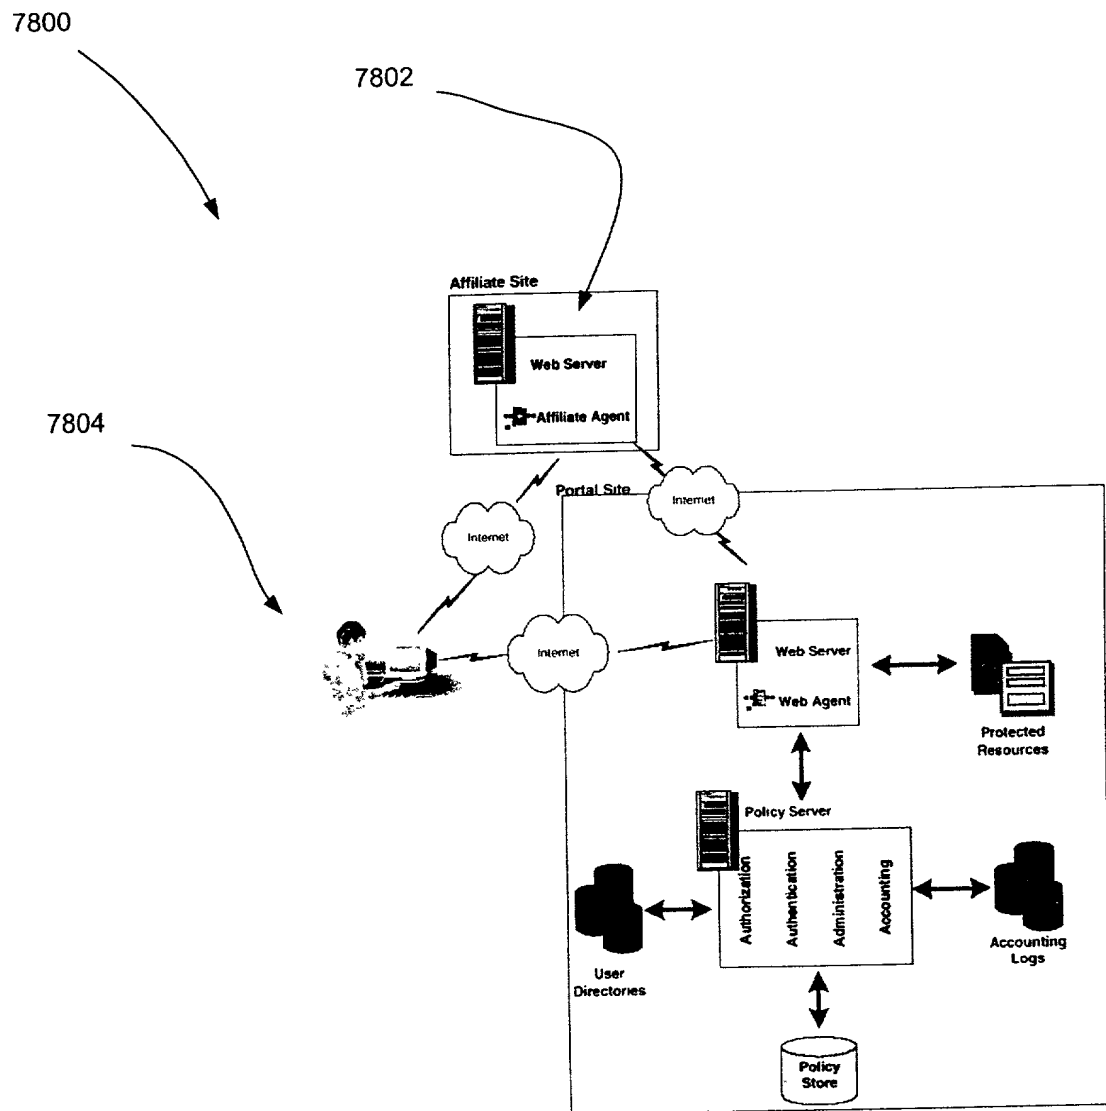 7800
7802
Affiliate Site
Web Server
Affiliate Agent
7804
Portal Site
Internet
Internet
Internet
Web Server
Web Agent
Protected
Resources
Policy Server
Authorization
Authentication
Administration
Accounting
User
Directories
Accounting
Logs
Policy
Store